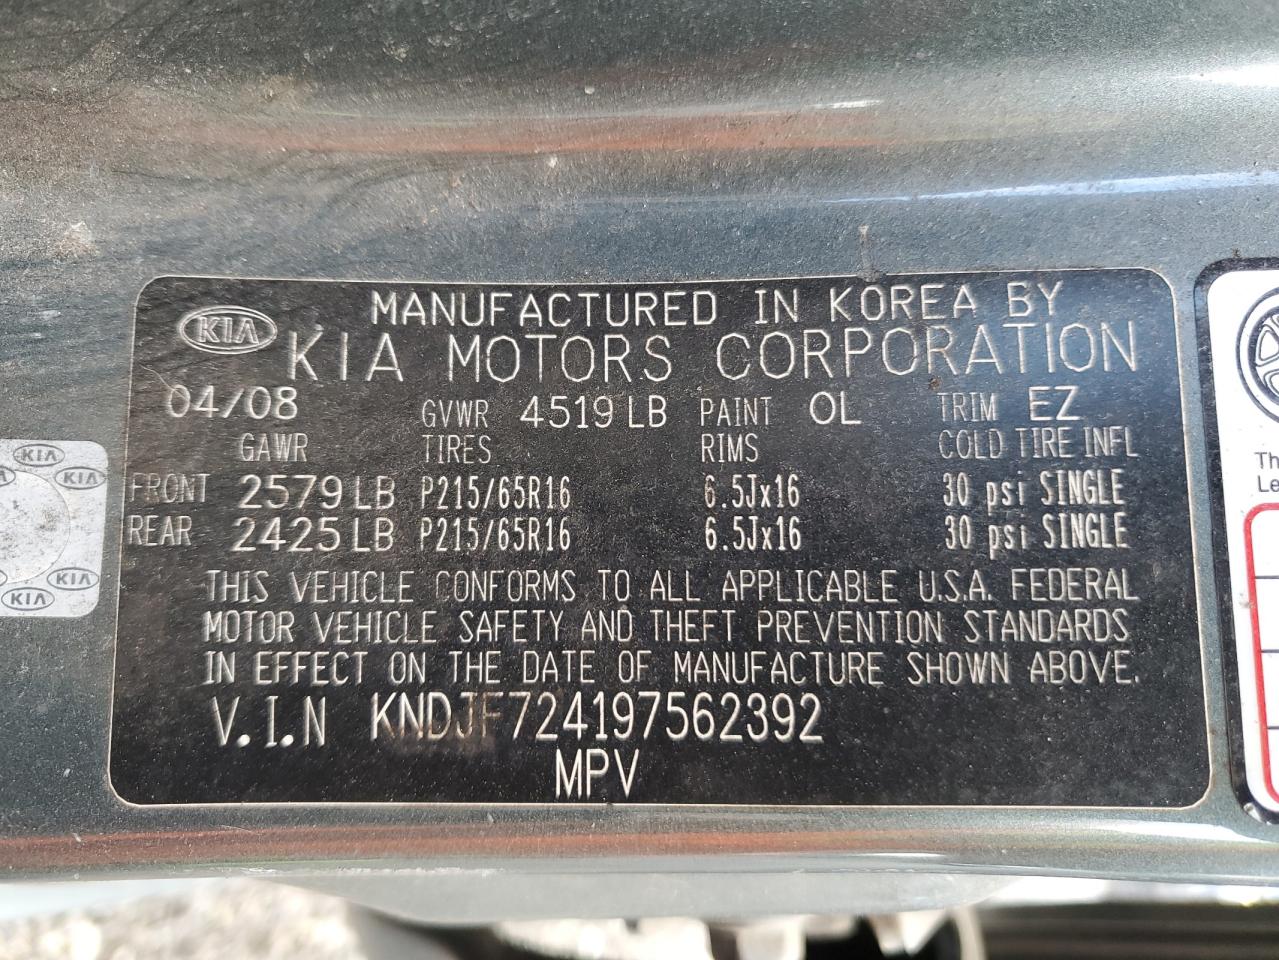 MANUFACTURED IN KOREA BY
KIA
KIA MOTORS CORPORATION
04/08 GVWR 4519 LB PAINT OL TRIM EZ
GAWR TIRES RIMS COLD TIRE INFL
FRONT 2579 LB P215/65R16 6.5Jx16 30 psi SINGLE
REAR 2425 LB P215/65R16 6.5Jx16 30 psi SINGLE
THIS VEHICLE CONFORMS TO ALL APPLICABLE U.S.A. FEDERAL
MOTOR VEHICLE SAFETY AND THEFT PREVENTION STANDARDS
IN EFFECT ON THE DATE OF MANUFACTURE SHOWN ABOVE.
V.I.N KNDJF724197562392
MPV
KIA
KIA
KIA
KIA
Th
Le